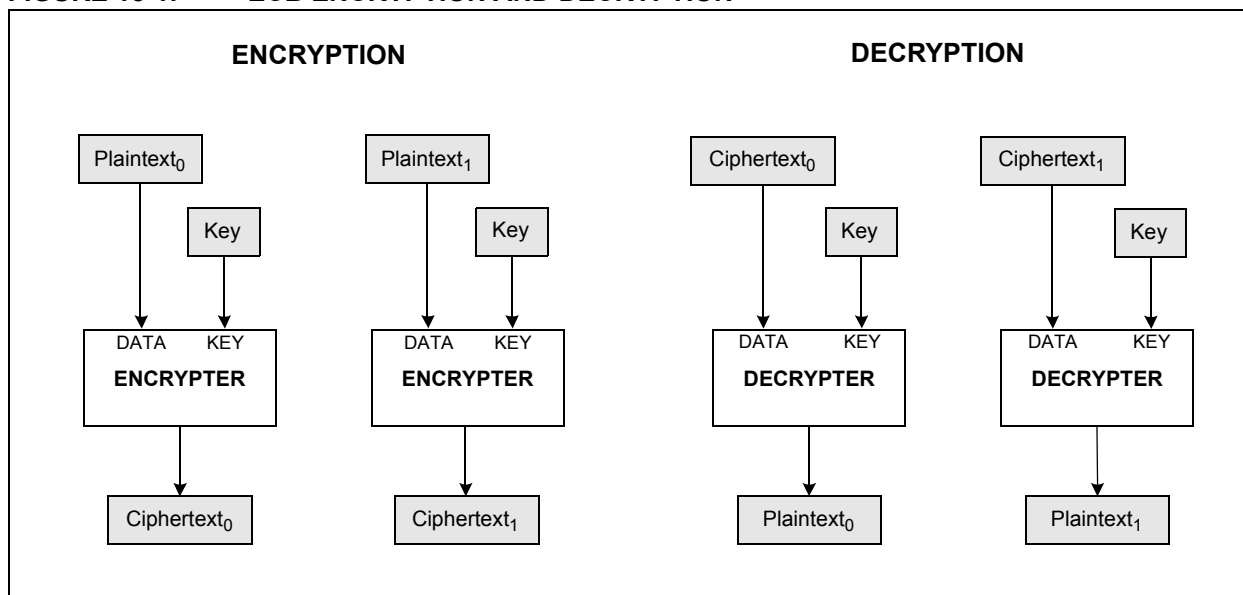 ENCRYPTION
DECRYPTION
Plaintext₀
Plaintext₁
Ciphertext₀
Ciphertext₁
Key
Key
Key
Key
DATA KEY
ENCRYPTER
DATA KEY
ENCRYPTER
DATA KEY
DECRYPTER
DATA KEY
DECRYPTER
Ciphertext₀
Ciphertext₁
Plaintext₀
Plaintext₁